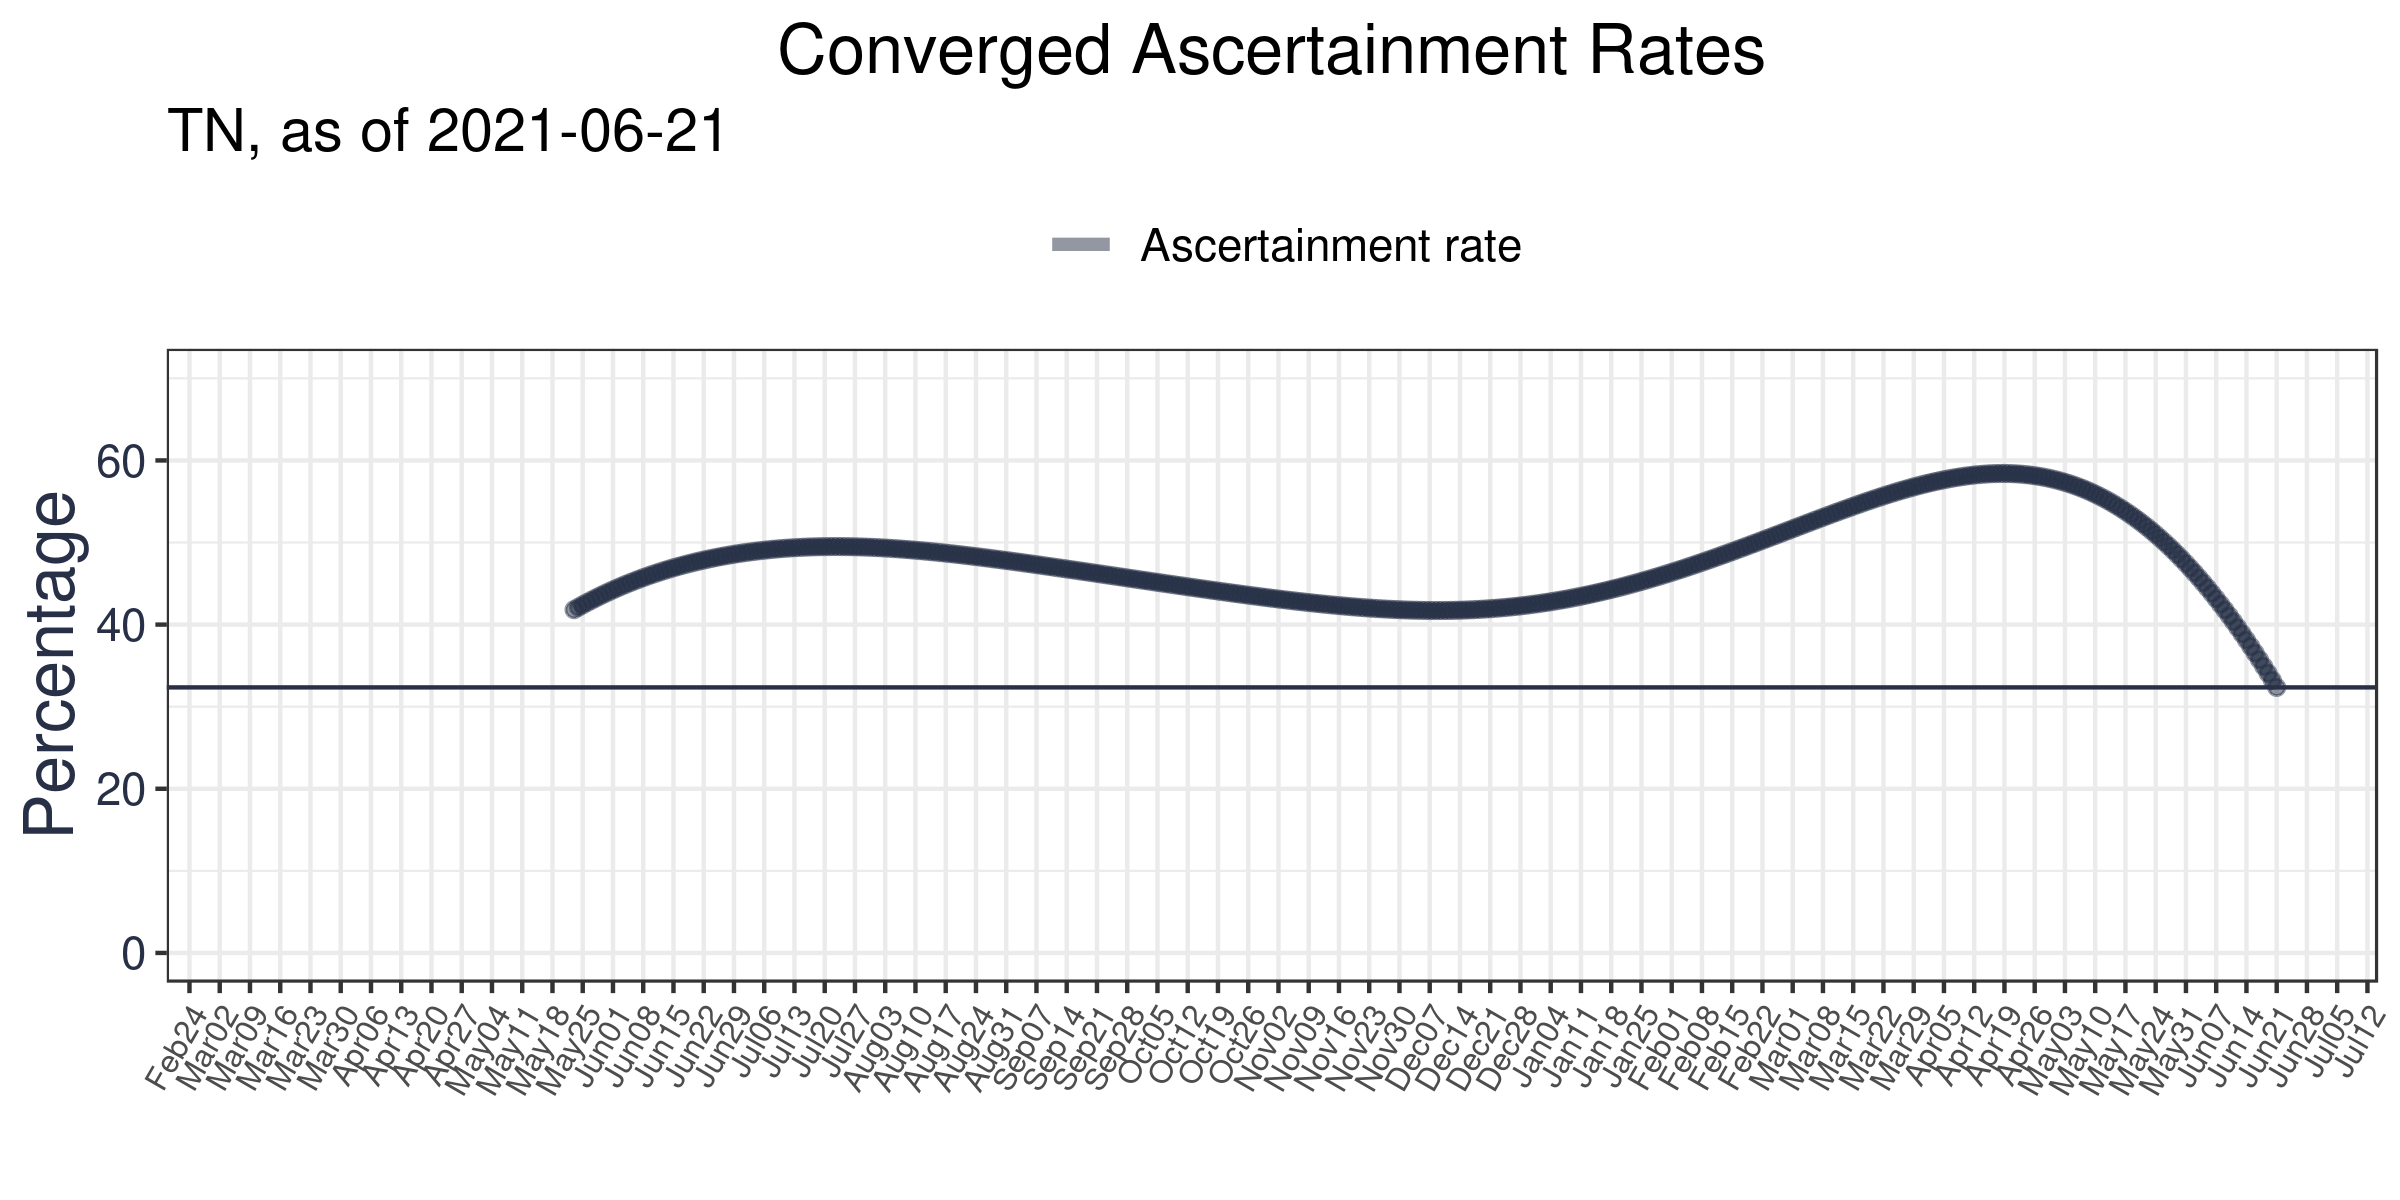 Converged Ascertainment Rates
TN, as of 2021-06-21
Ascertainment rate
Percentage
60
40
20
0
Feb24
Mar02
Mar09
Mar16
Mar23
Mar30
Apr06
Apr13
Apr20
Apr27
May04
May11
May18
May25
Jun01
Jun08
Jun15
Jun22
Jun29
Jul06
Jul13
Jul20
Jul27
Aug03
Aug10
Aug17
Aug24
Aug31
Sep07
Sep14
Sep21
Sep28
Oct05
Oct12
Oct19
Oct26
Nov02
Nov09
Nov16
Nov23
Nov30
Dec07
Dec14
Dec21
Dec28
Jan04
Jan11
Jan18
Jan25
Feb01
Feb08
Feb15
Feb22
Mar01
Mar08
Mar15
Mar22
Mar29
Apr05
Apr12
Apr19
Apr26
May03
May10
May17
May24
May31
Jun07
Jun14
Jun21
Jun28
Jul05
Jul12